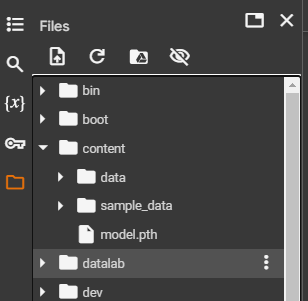 Files
{x}
bin
boot
content
data
sample_data
model.pth
datalab
dev